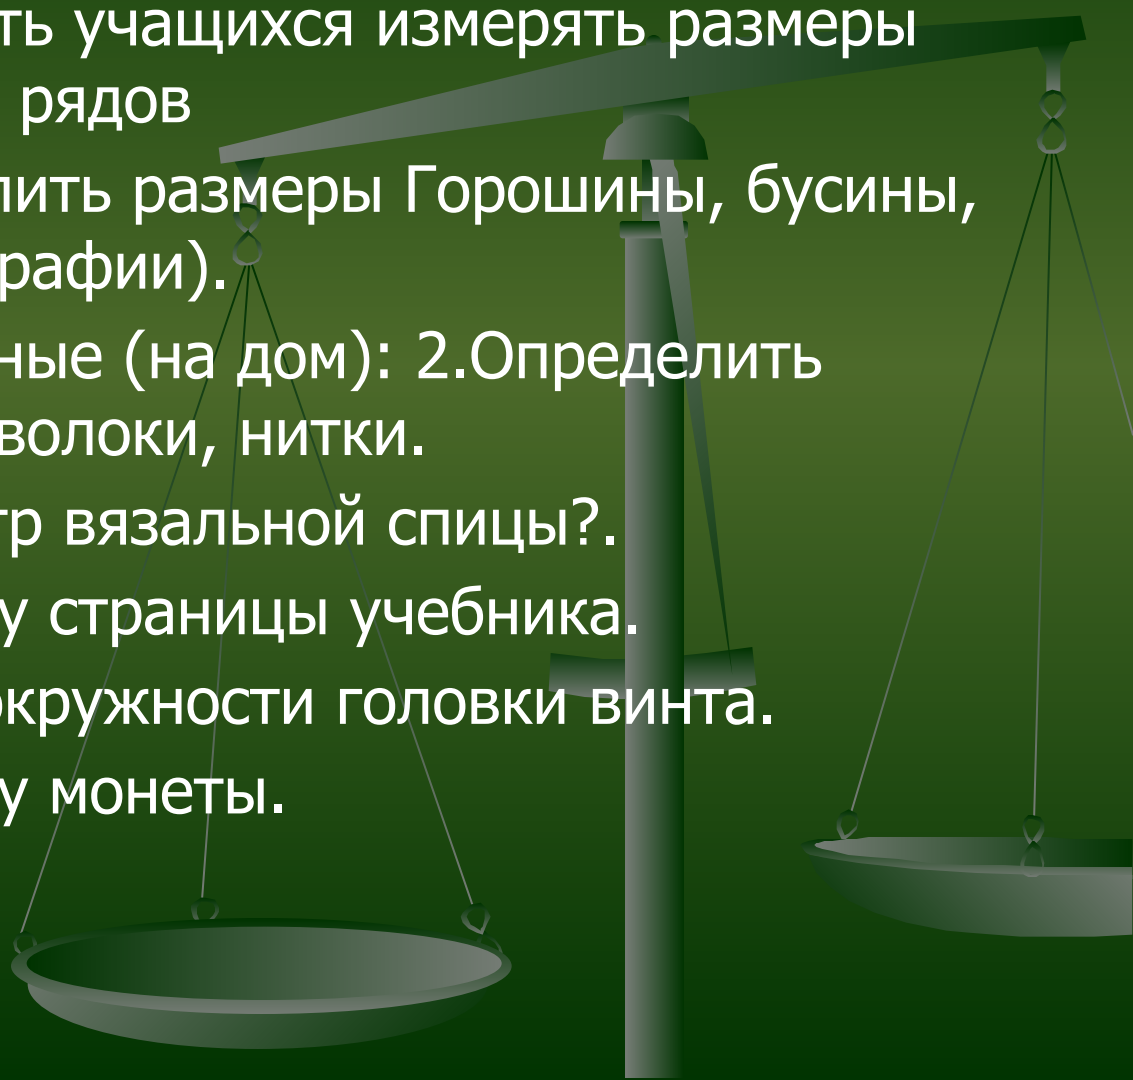 ть учащихся измерять размеры
рядов
лить размеры Горошины, бусины,
рафии).
ные (на дом): 2.Определить
волоки, нитки.
тр вязальной спицы?.
у страницы учебника.
окружности головки винта.
у монеты.